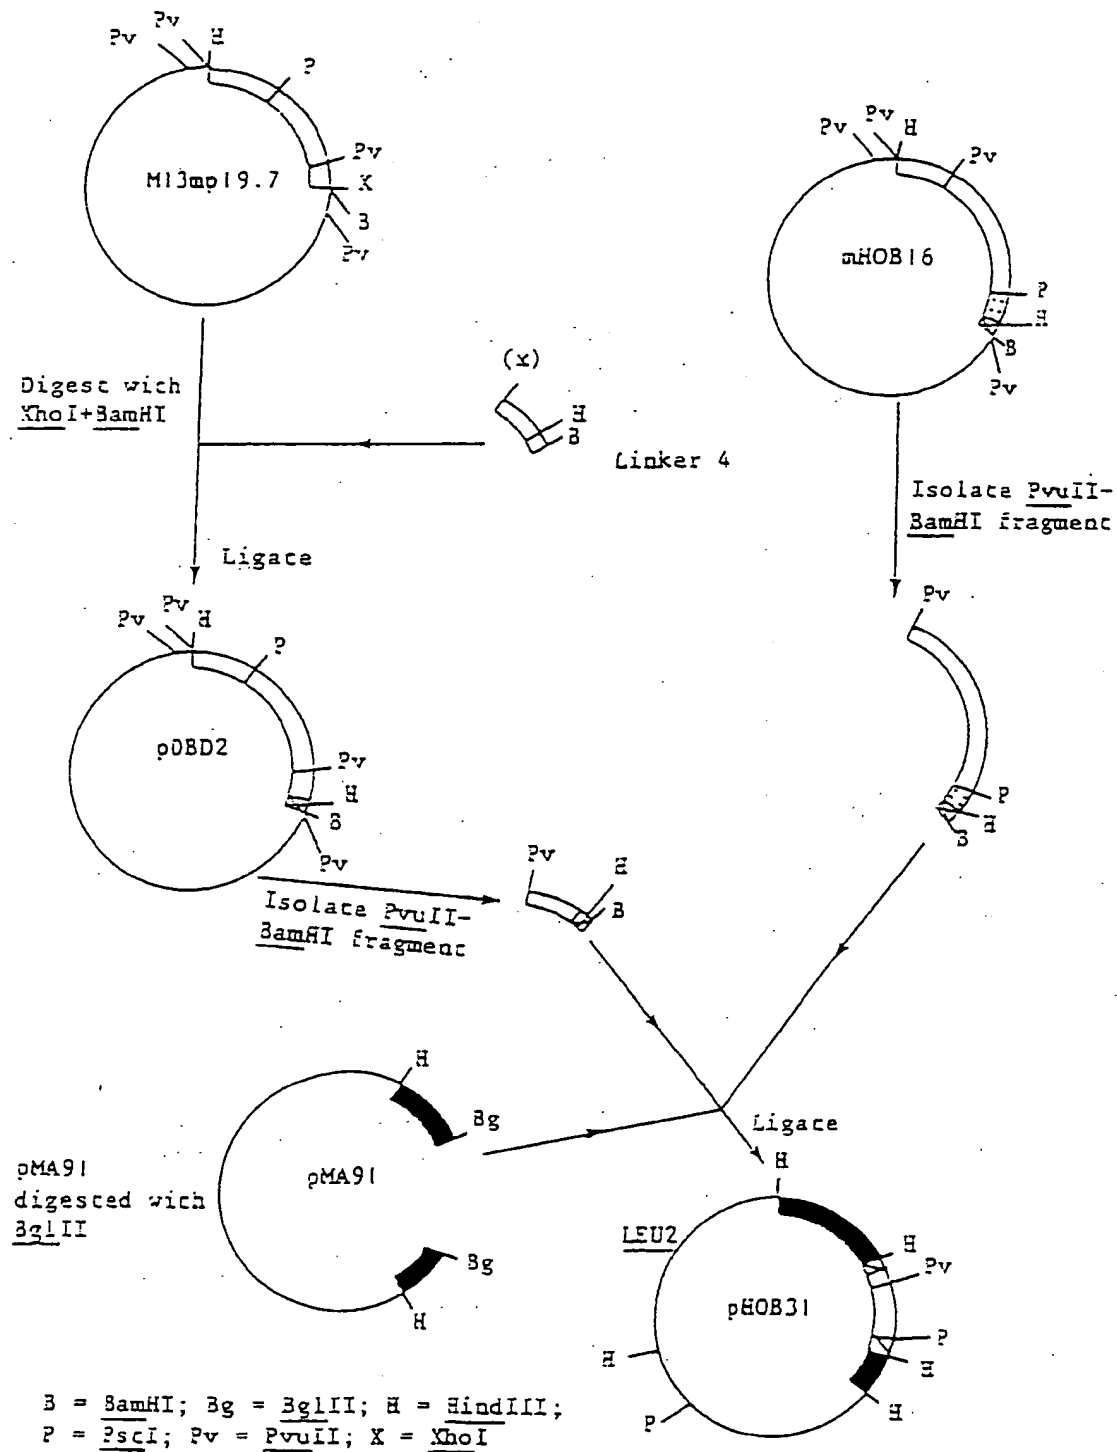 Pv
Pv
H
P
M13mp19.7
Pv
X
B
Pv
Pv
Pv
H
Pv
mHOB16
P
H
B
Pv
Digest with
XhoI+BamHI
(x)
H
B
Linker 4
Isolate PvuII-
BamHI fragment
Ligate
Pv
Pv
H
P
pDBD2
Pv
H
B
Pv
Pv
P
H
B
Isolate PvuII-
BamHI fragment
Pv
H
B
Ligate
pMA91
digested with
BglII
H
Bg
pMA91
Bg
H
LEU2
H
H
Pv
pHOB31
P
H
H
H
P
B = BamHI; Bg = BglII; H = HindIII;
P = PstI; Pv = PvuII; X = XhoI